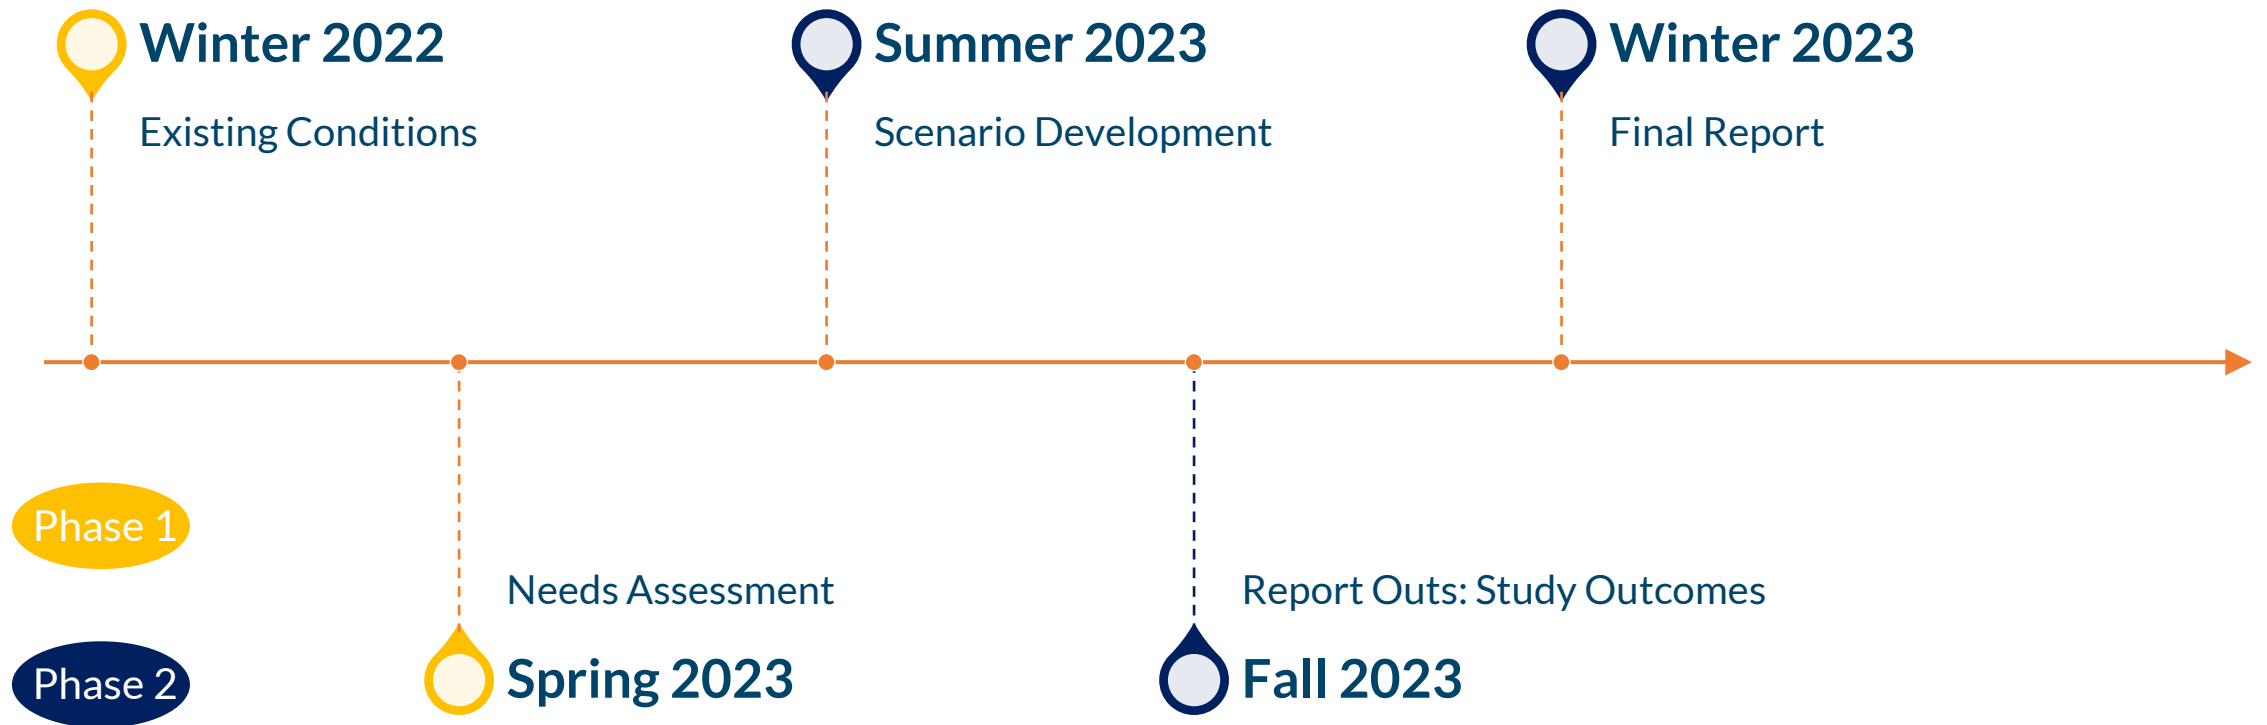 Winter 2022
Existing Conditions
Summer 2023
Scenario Development
Winter 2023
Final Report
Phase 1
Phase 2
Needs Assessment
Spring 2023
Report Outs: Study Outcomes
Fall 2023